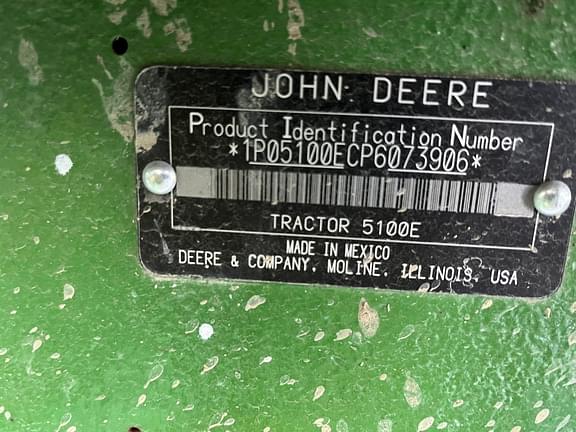 JOHN DEERE
Product Identification Number
*1P05100ECP6073906*
TRACTOR 5100E
MADE IN MEXICO
DEERE & COMPANY, MOLINE, ILLINOIS, USA